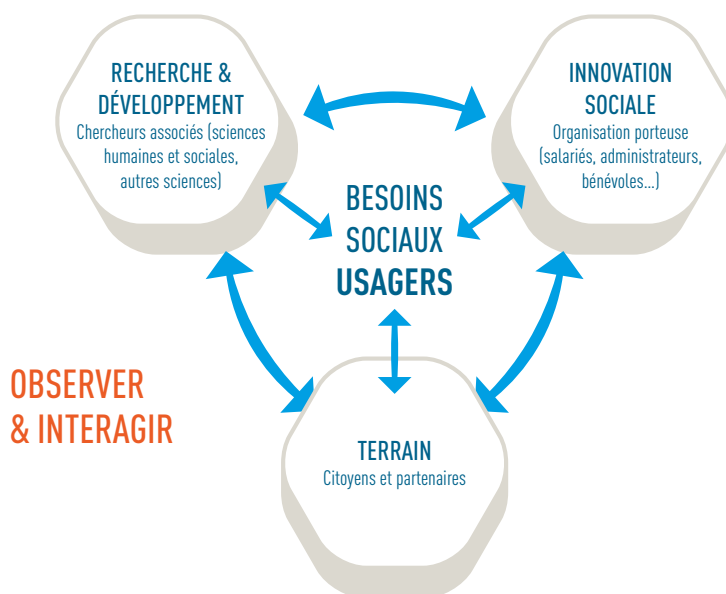 RECHERCHE &
DÉVELOPPEMENT
Chercheurs associés (sciences
humaines et sociales,
autres sciences)
INNOVATION
SOCIALE
Organisation porteuse
(salariés, administrateurs,
bénévoles...)
BESOINS
SOCIAUX
USAGERS
OBSERVER
& INTERAGIR
TERRAIN
Citoyens et partenaires